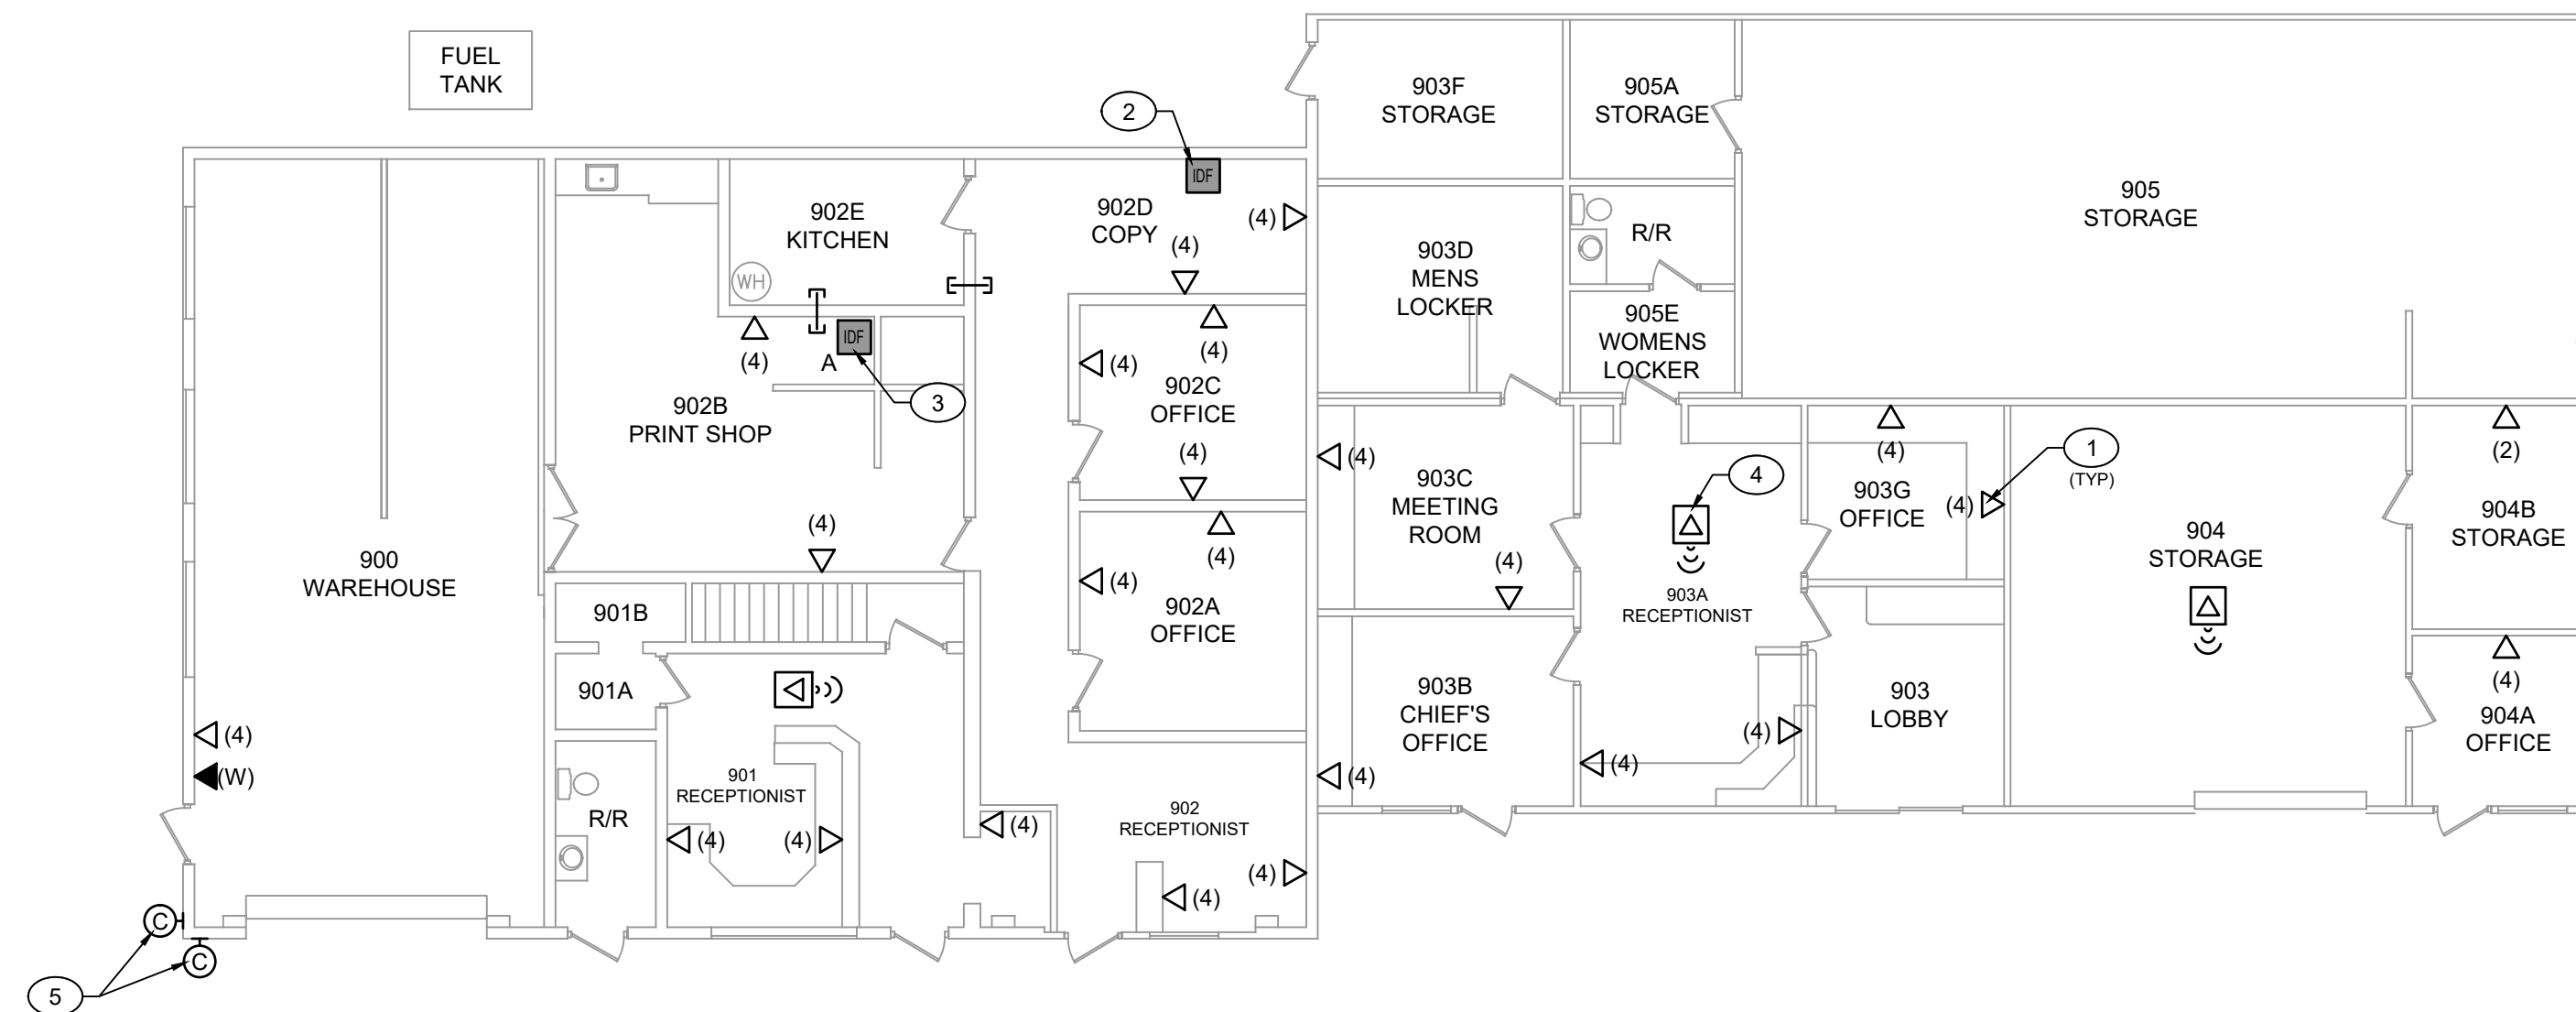 FUEL
TANK
2
903F
STORAGE
905A
STORAGE
IDF
905
STORAGE
902E
KITCHEN
902D
COPY
(4)
(4)
R/R
903D
MENS
LOCKER
WH
905E
WOMENS
LOCKER
IDF
A
(4)
(4)
(4)
902C
OFFICE
3
902B
PRINT SHOP
(4)
(4)
903C
MEETING
ROOM
4
(4)
903G
OFFICE
(4)
1
(TYP)
(2)
904B
STORAGE
904
STORAGE
900
WAREHOUSE
(4)
(4)
(4)
902A
OFFICE
(4)
903A
RECEPTIONIST
901B
901A
903B
CHIEF'S
OFFICE
903
LOBBY
(4)
904A
OFFICE
(4)
(W)
(4)
(4)
(4)
901
RECEPTIONIST
R/R
(4)
(4)
(4)
902
RECEPTIONIST
(4)
(4)
C
C
5